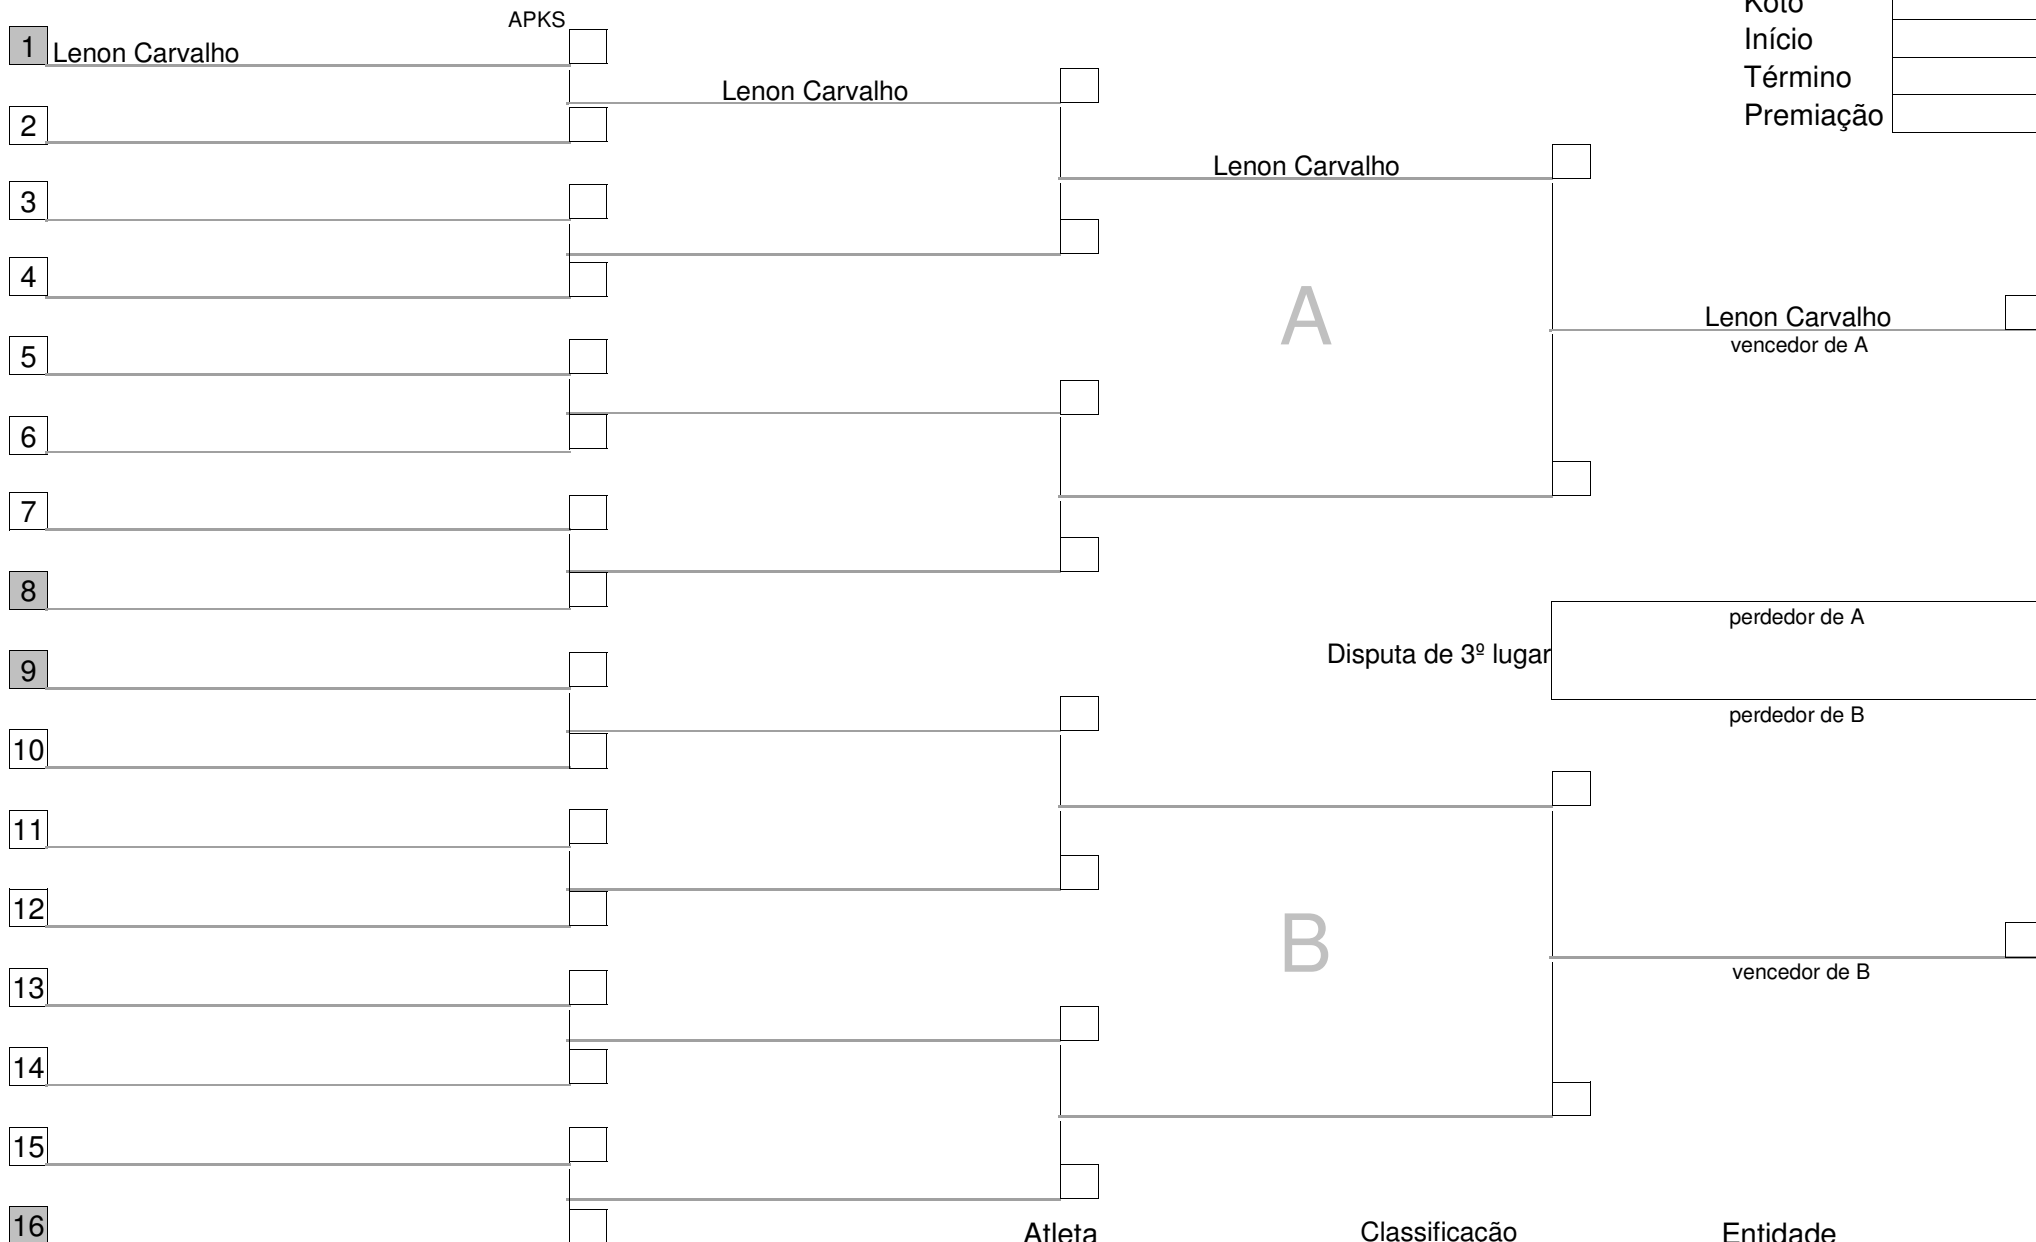 APKS
Koto
1 Lenon Carvalho
Início
Lenon Carvalho
Término
2
Premiação
Lenon Carvalho
3
4
A
Lenon Carvalho
5
vencedor de A
6
7
8
perdedor de A
9
Disputa de 3º lugar
perdedor de B
10
11
12
B
13
vencedor de B
14
15
16
Atleta Classificação Entidade